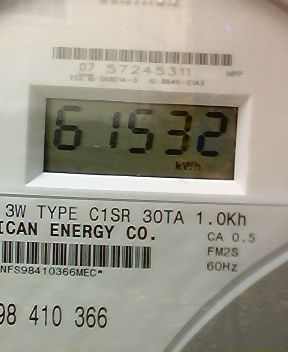 07 57245311 HPP
61532
kWh
3W TYPE C1SR 30TA 1.0Kh
ICAN ENERGY CO.
CA 0.5
FM2S
60Hz
NFS98410366MEC*
98 410 366